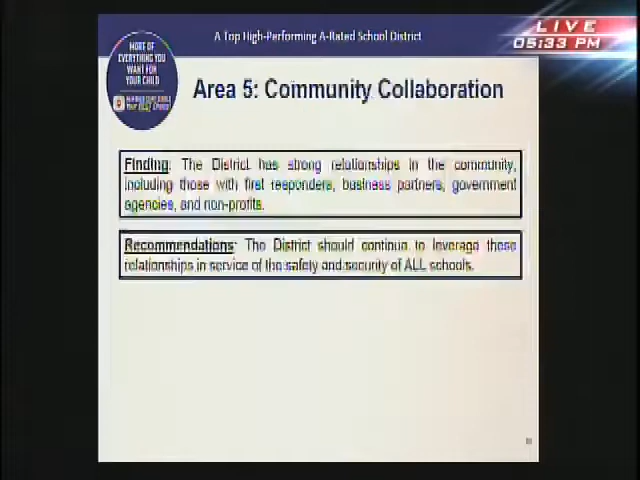 A Top High-Performing A-Rated School District
LIVE
05:33 PM
MORE OF
EVERYTHING YOU
WANT FOR
YOUR CHILD
Area 5: Community Collaboration
Finding: The District has strong relationships in the community,
including those with first responders, business partners, government
agencies, and non-profits.
Recommendations: The District should continue to leverage these
relationships in service of the safety and security of ALL schools.